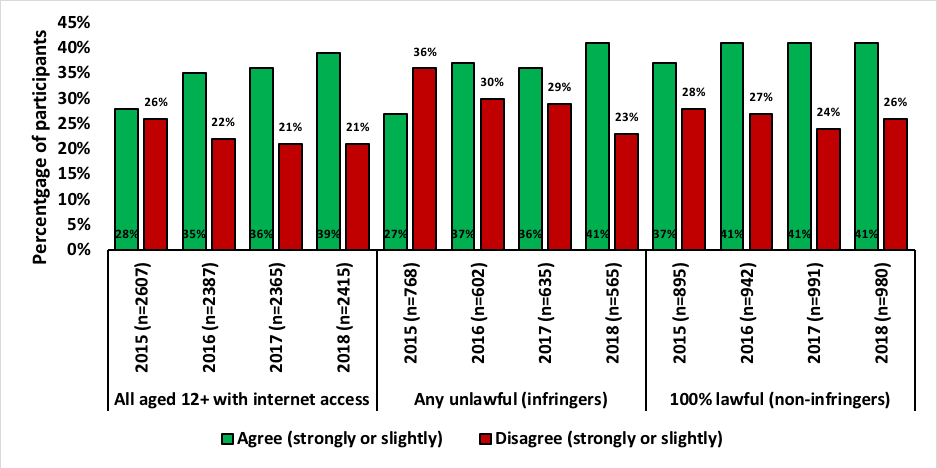 45%
40%
35%
30%
25%
20%
15%
10%
5%
0%
Percentgage of participants
26%
22%
21%
21%
36%
30%
29%
23%
28%
27%
24%
26%
28%
35%
36%
39%
27%
37%
36%
41%
37%
41%
41%
41%
2015 (n=2607)
2016 (n=2387)
2017 (n=2365)
2018 (n=2415)
2015 (n=768)
2016 (n=602)
2017 (n=635)
2018 (n=565)
2015 (n=895)
2016 (n=942)
2017 (n=991)
2018 (n=980)
All aged 12+ with internet access
Any unlawful (infringers)
100% lawful (non-infringers)
Agree (strongly or slightly)
Disagree (strongly or slightly)